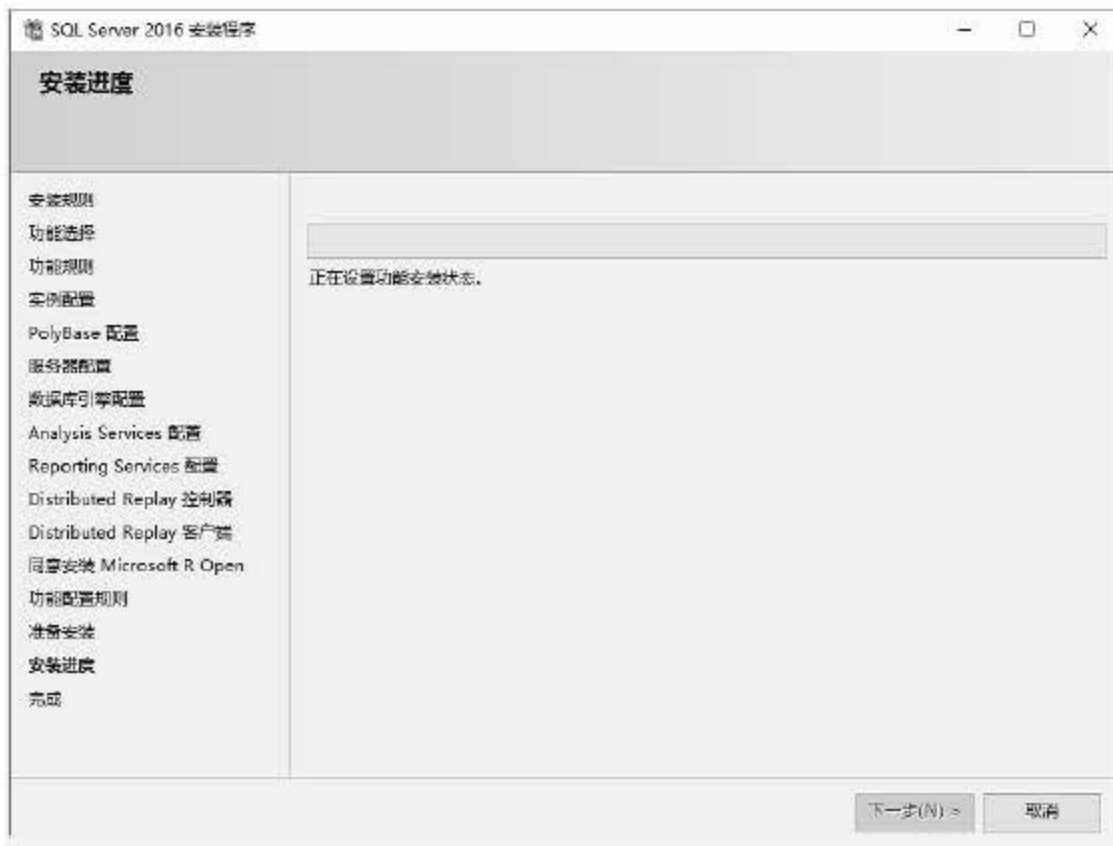 SQL Server 2016 安装程序
安装进度
安装规则
功能选择
功能规则
实例配置
PolyBase 配置
服务器配置
数据库引擎配置
Analysis Services 配置
Reporting Services 配置
Distributed Replay 控制器
Distributed Replay 客户端
同意安装 Microsoft R Open
功能配置规则
准备安装
安装进度
完成
正在设置功能安装状态。
下一步(N) >
取消